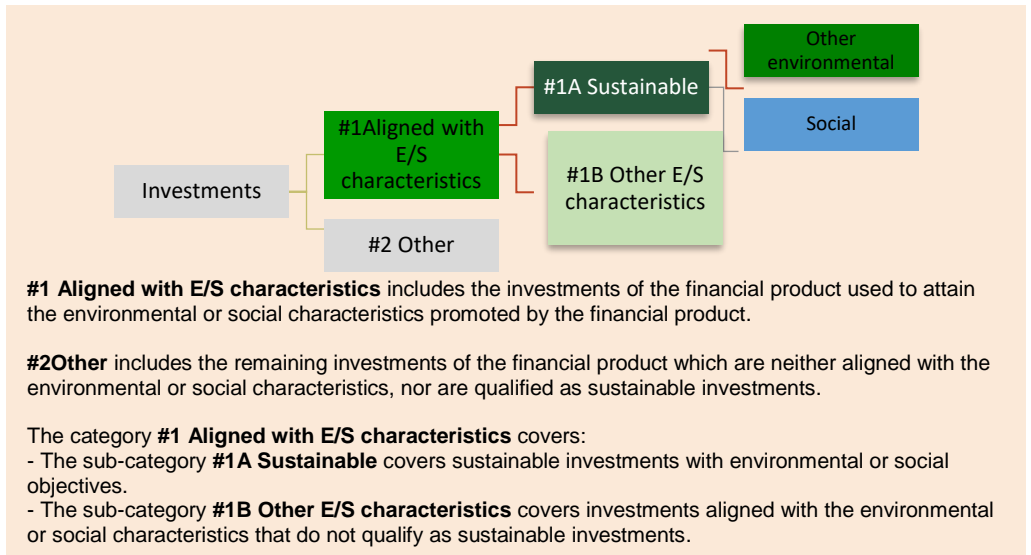 Other
environmental
#1A Sustainable
Social
#1Aligned with
E/S
characteristics
#1B Other E/S
characteristics
Investments
#2 Other
#1 Aligned with E/S characteristics includes the investments of the financial product used to attain
the environmental or social characteristics promoted by the financial product.
#2Other includes the remaining investments of the financial product which are neither aligned with the
environmental or social characteristics, nor are qualified as sustainable investments.
The category #1 Aligned with E/S characteristics covers:
- The sub-category #1A Sustainable covers sustainable investments with environmental or social
objectives.
- The sub-category #1B Other E/S characteristics covers investments aligned with the environmental
or social characteristics that do not qualify as sustainable investments.